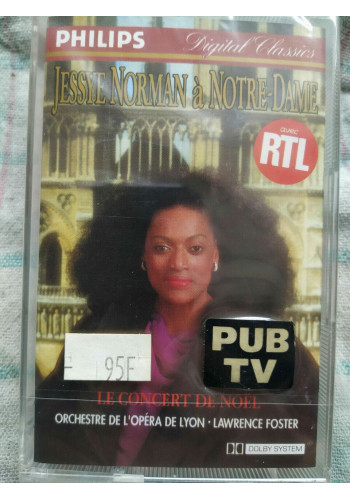 PHILIPS
Digital Classics
JESSYE NORMAN à NOTRE-DAME
avec
RTL
95F
PUB
TV
LE CONCERT DE NOEL
ORCHESTRE DE L'OPÉRA DE LYON · LAWRENCE FOSTER
DOLBY SYSTEM